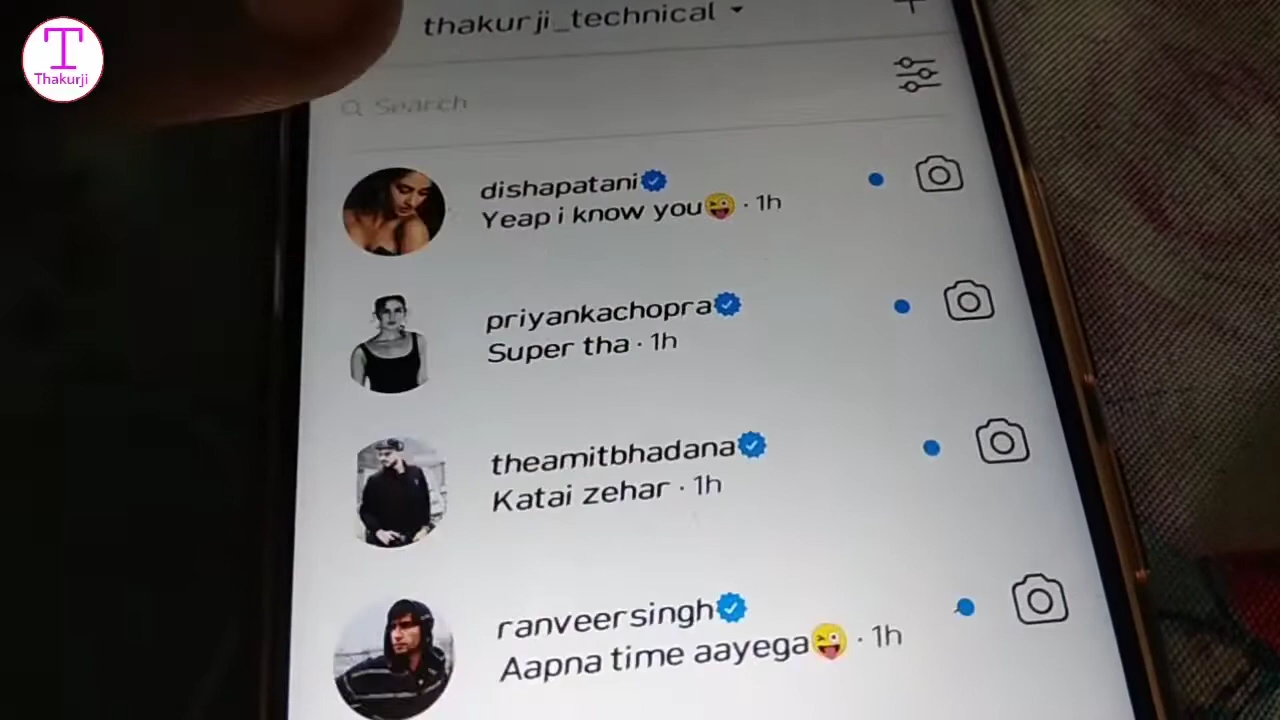 T
Thakurji
thakurji_technical
Search
dishapatani
Yeap i know you😜 · 1h
priyankachopra
Super tha · 1h
theamitbhadana
Katai zehar · 1h
ranveersingh
Aapna time aayega😜 · 1h